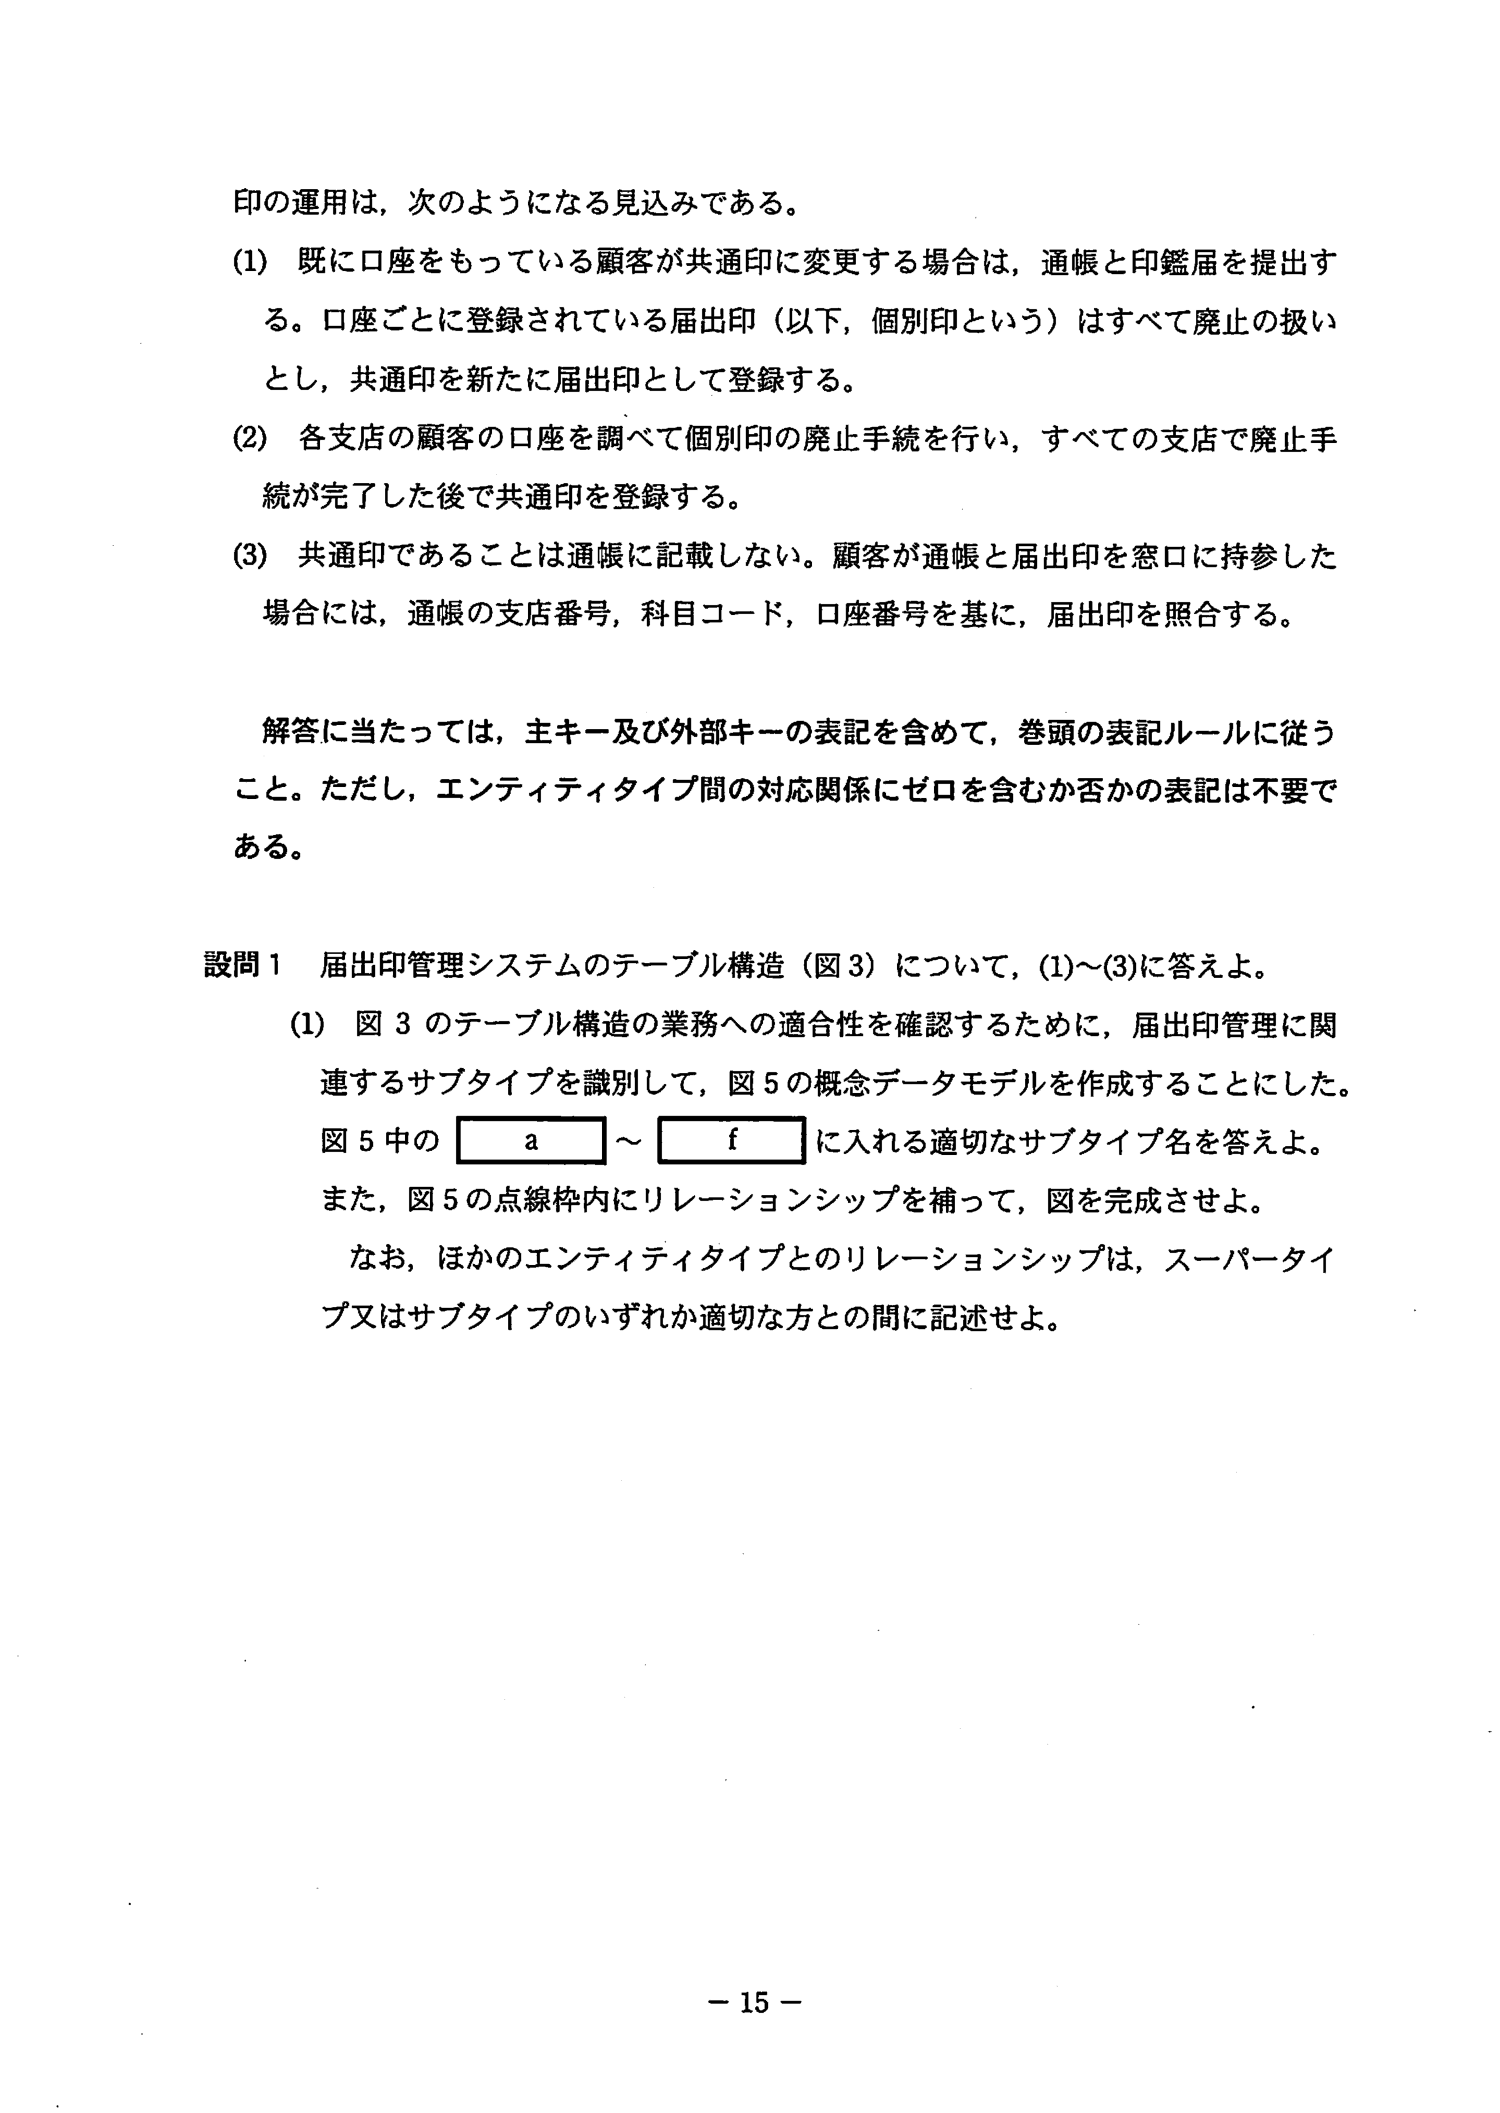 印の運用は，次のようになる見込みである。
(1) 既に口座をもっている顧客が共通印に変更する場合は，通帳と印鑑届を提出す
る。口座ごとに登録されている届出印（以下，個別印という）はすべて廃止の扱い
とし，共通印を新たに届出印として登録する。
(2) 各支店の顧客の口座を調べて個別印の廃止手続を行い，すべての支店で廃止手
続が完了した後で共通印を登録する。
(3) 共通印であることは通帳に記載しない。顧客が通帳と届出印を窓口に持参した
場合には，通帳の支店番号，科目コード，口座番号を基に，届出印を照合する。
解答に当たっては，主キー及び外部キーの表記を含めて，巻頭の表記ルールに従う
こと。ただし，エンティティタイプ間の対応関係にゼロを含むか否かの表記は不要で
ある。
設問1 届出印管理システムのテーブル構造（図3）について，(1)～(3)に答えよ。
(1) 図3のテーブル構造の業務への適合性を確認するために，届出印管理に関
連するサブタイプを識別して，図5の概念データモデルを作成することにした。
図5中の a ～ f に入れる適切なサブタイプ名を答えよ。
また，図5の点線枠内にリレーションシップを補って，図を完成させよ。
なお，ほかのエンティティタイプとのリレーションシップは，スーパータイ
プ又はサブタイプのいずれか適切な方との間に記述せよ。
－ 15 －